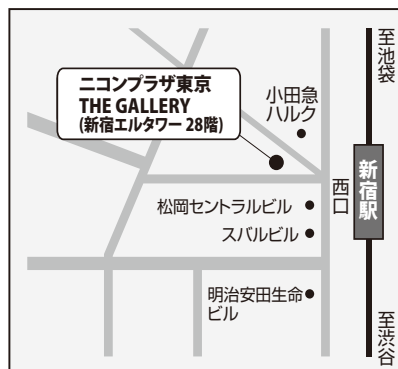 ニコンプラザ東京
THE GALLERY
(新宿エルタワー 28階)
小田急
ハルク
至池袋
新宿駅
西口
松岡セントラルビル
スバルビル
明治安田生命
ビル
至渋谷